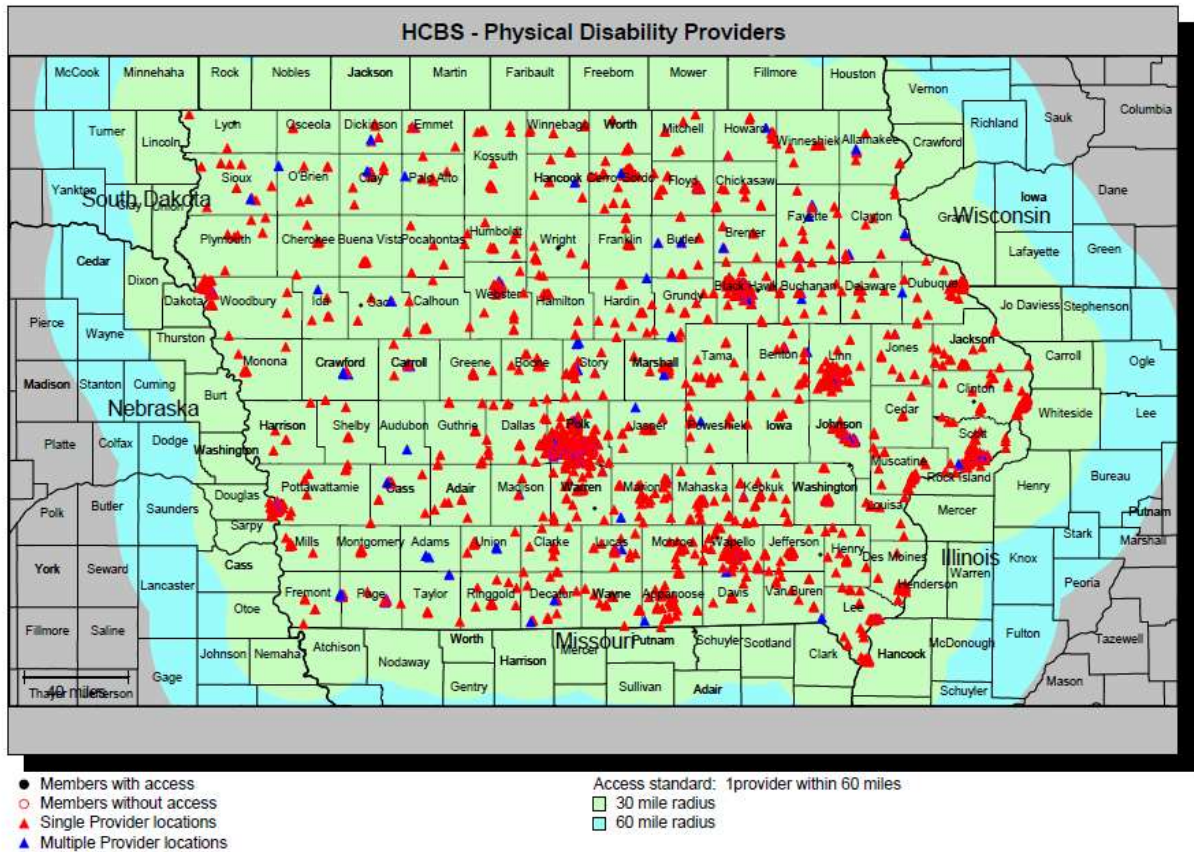 HCBS - Physical Disability Providers
McCook Minnehaha Rock Nobles Jackson Martin Faribault Freeborn Mower Fillmore Houston
Vernon Columbia
Richland Sauk
Turner Lincoln Lyon Osceola Dickinson Emmet Winnebag Worth Mitchell Howard Winneshiek Allamakee Crawford
Kossuth
Sioux O'Brien Clay Palo Alto Hancock Cerro Gordo Floyd Chickasaw
Yankton Iowa Dane
South Dakota Clay Union Fayette Clayton Grant Wisconsin
Plymouth Cherokee Buena Vista Pocahontas Humboldt Wright Franklin Butler Bremer Lafayette Green
Cedar
Dixon
Dakota Woodbury Ida Sac Calhoun Webster Hamilton Hardin Grundy Black Hawk Buchanan Delaware Dubuque
Jo Daviess Stephenson
Pierce Wayne Thurston
Monona Crawford Carroll Greene Boone Story Marshall Tama Benton Linn Jones Jackson Carroll Ogle
Madison Stanton Cuming Burt Clinton
Nebraska
Harrison Shelby Audubon Guthrie Dallas Polk Jasper Poweshiek Iowa Johnson Cedar Whiteside Lee
Platte Colfax Dodge Washington Scott
Muscatine
Pottawattamie Cass Adair Madison Warren Marion Mahaska Keokuk Washington Rock Island Bureau
Douglas Louisa Henry
Polk Butler Saunders Sarpy Mercer Putnam
Stark
Mills Montgomery Adams Union Clarke Lucas Monroe Wapello Jefferson Henry Des Moines Marshall
York Seward Cass Illinois Knox
Lancaster Warren
Fremont Page Taylor Ringgold Decatur Wayne Appanoose Davis Van Buren Henderson Peoria
Otoe Lee
Fillmore Saline Worth Missouri Putnam Schuyler Scotland Fulton Tazewell
Johnson Nemaha Atchison Nodaway Harrison Mercer Clark Hancock McDonough
Gage
40 miles Gentry Sullivan Adair Schuyler Mason
Thayer Jefferson
Members with access
Members without access
Single Provider locations
Multiple Provider locations
Access standard: 1provider within 60 miles
30 mile radius
60 mile radius